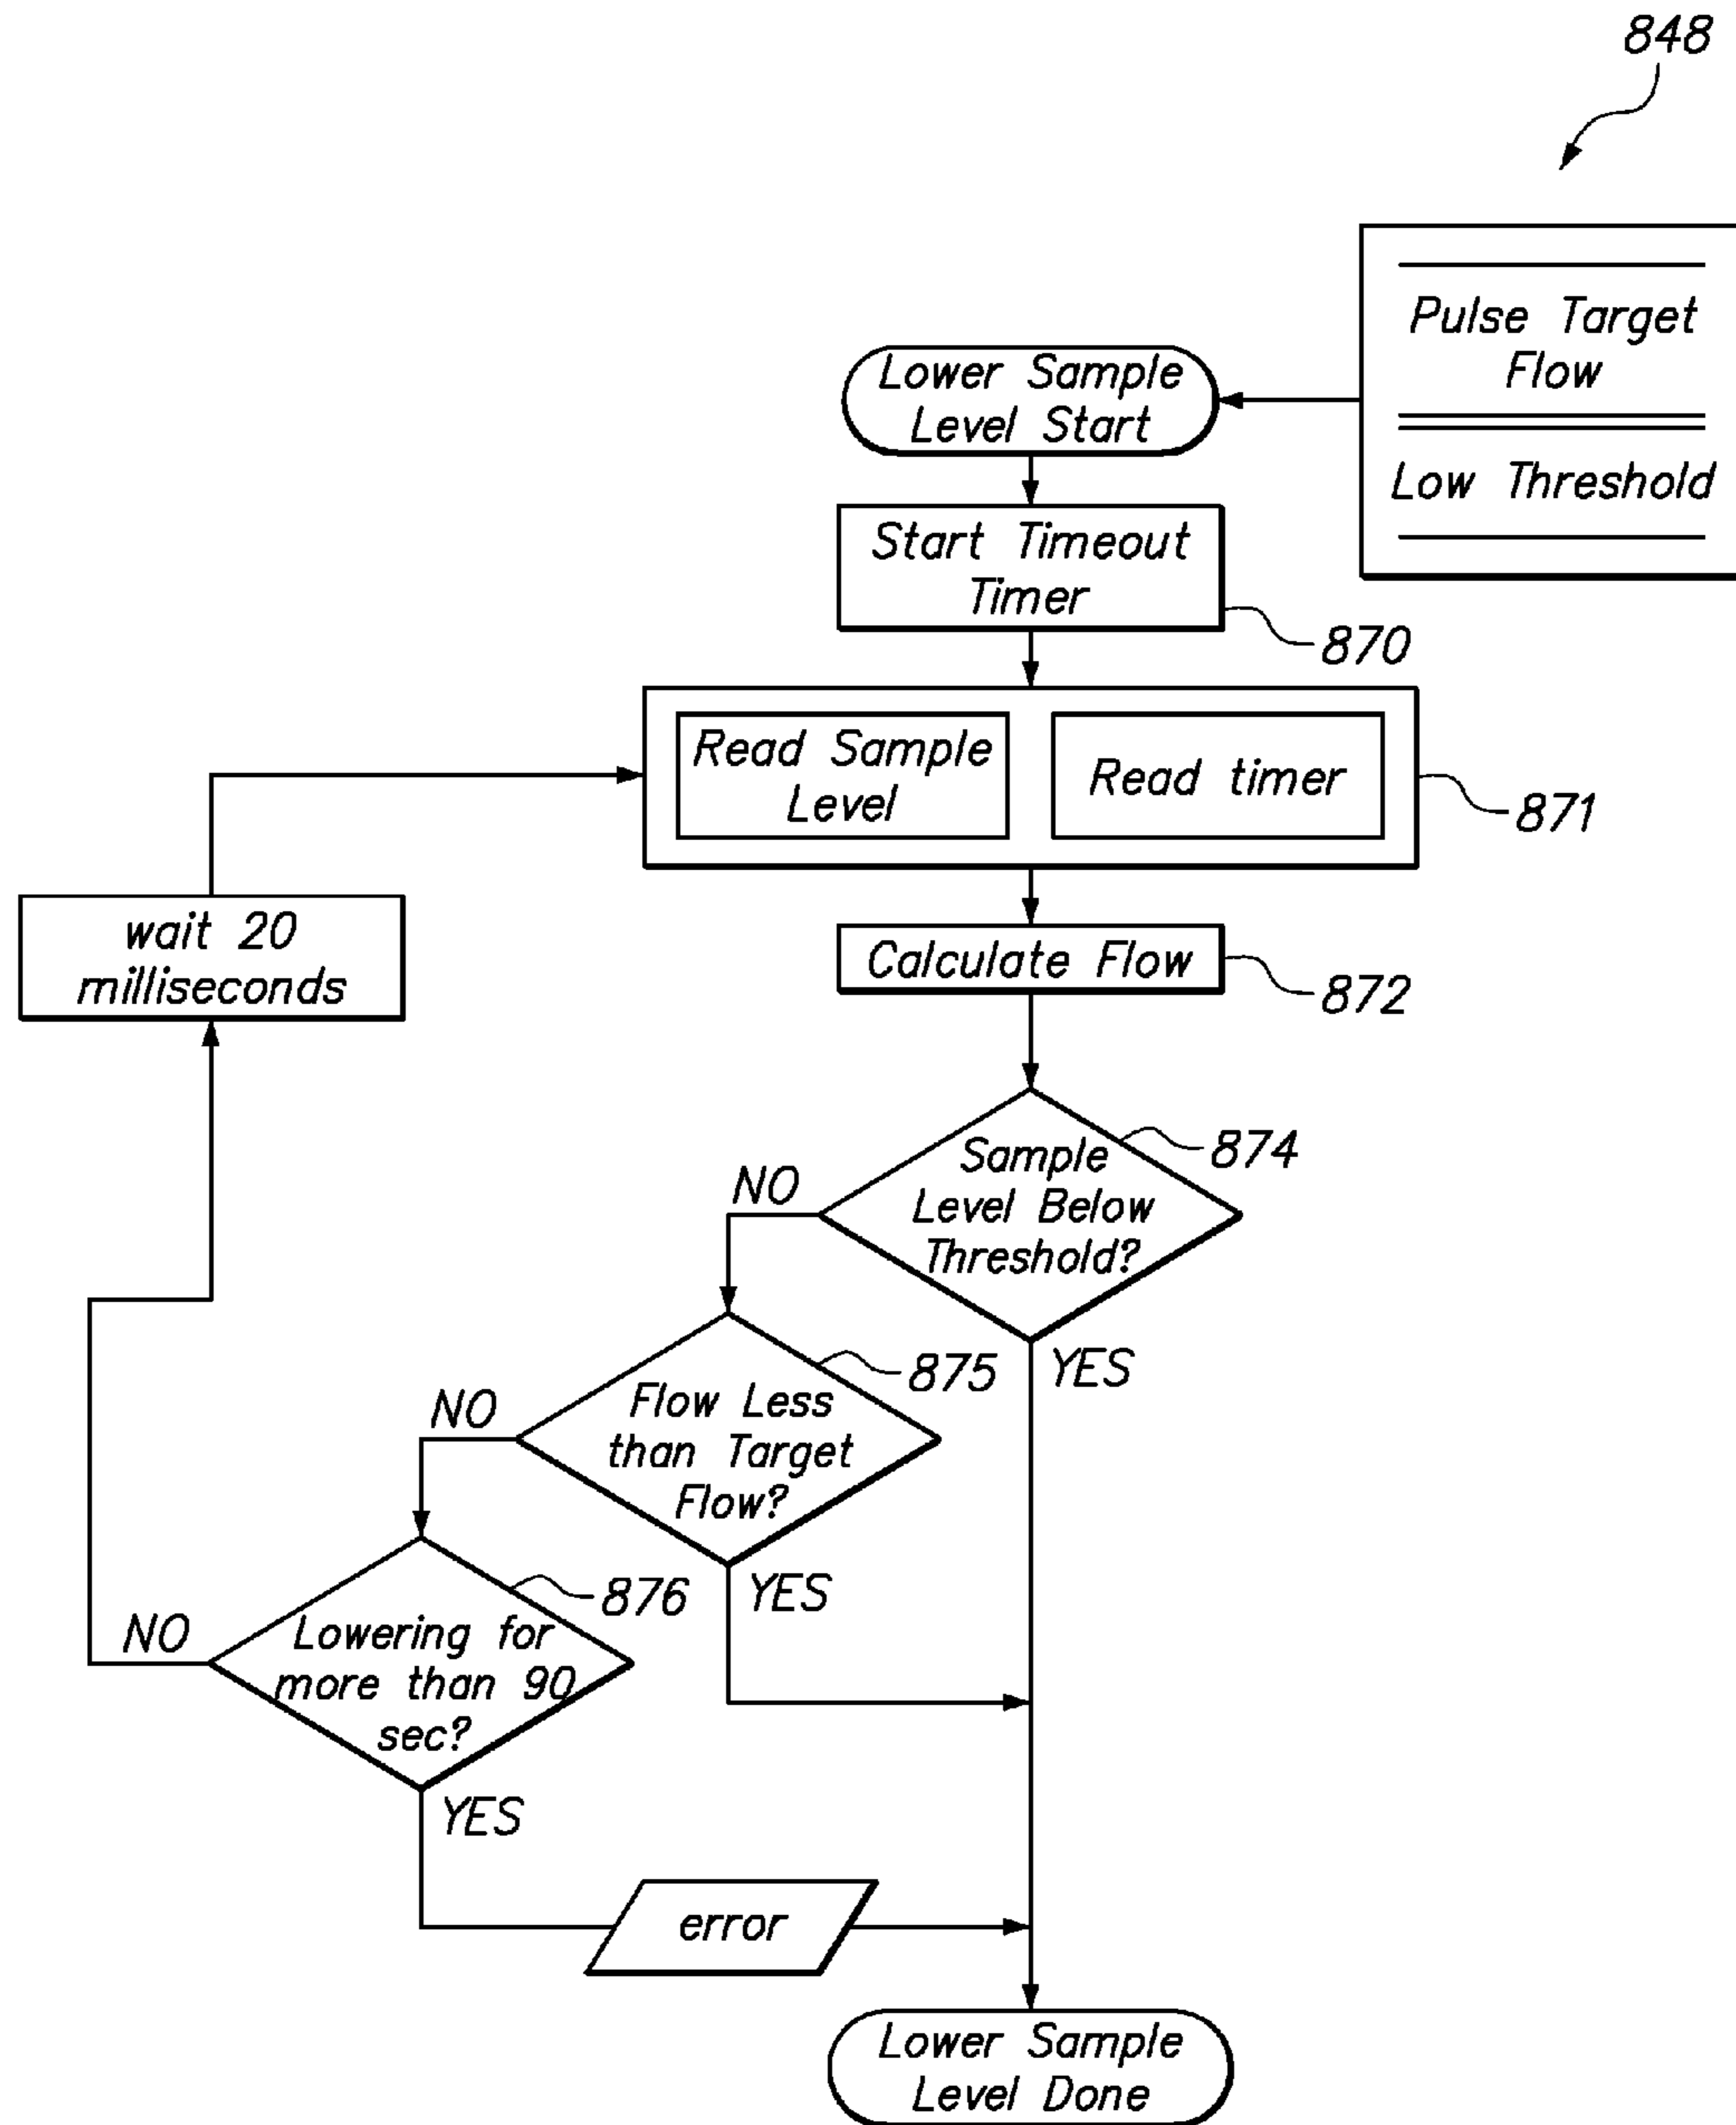 848
Pulse Target
Flow
Low Threshold
Lower Sample
Level Start
Start Timeout
Timer
870
Read Sample
Level
Read timer
871
wait 20
milliseconds
Calculate Flow
872
Sample
Level Below
Threshold?
874
NO
YES
Flow Less
than Target
Flow?
875
NO
YES
Lowering for
more than 90
sec?
876
NO
YES
error
Lower Sample
Level Done